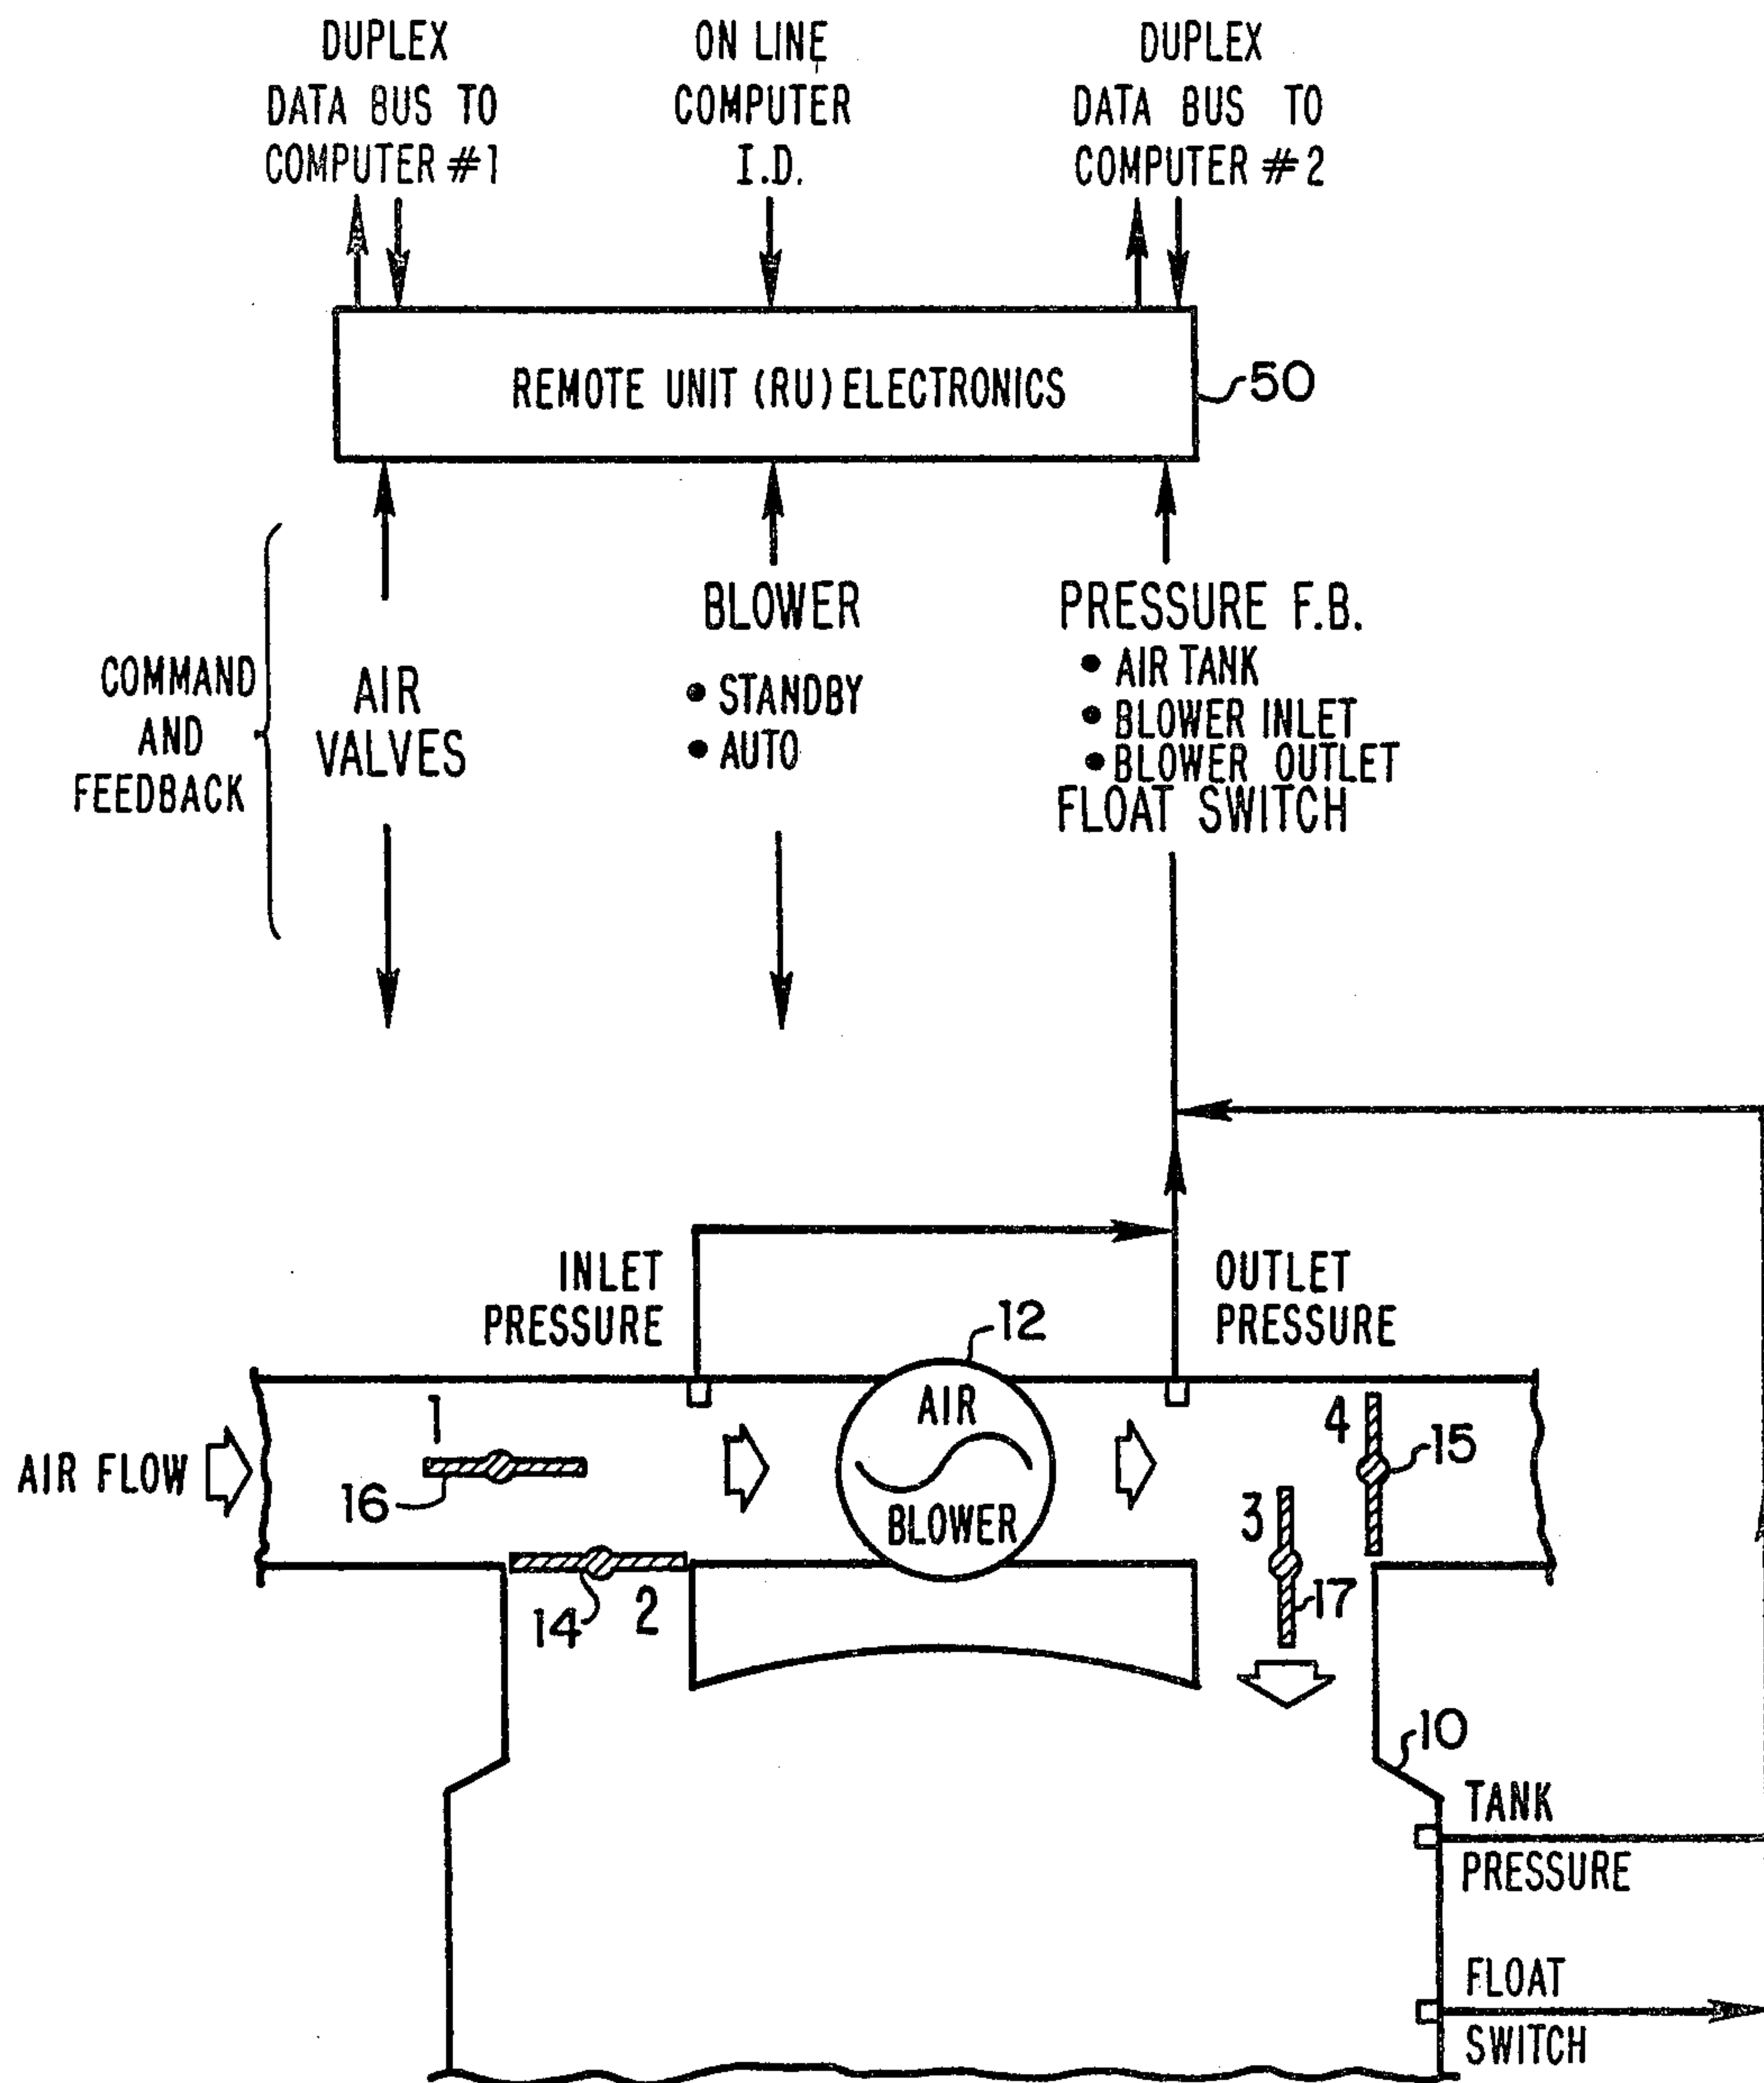 DUPLEX
DATA BUS TO
COMPUTER #1
ON LINE
COMPUTER
I.D.
DUPLEX
DATA BUS TO
COMPUTER #2
REMOTE UNIT (RU) ELECTRONICS
50
COMMAND
AND
FEEDBACK
AIR
VALVES
BLOWER
• STANDBY
• AUTO
PRESSURE F.B.
• AIR TANK
• BLOWER INLET
• BLOWER OUTLET
FLOAT SWITCH
INLET
PRESSURE
OUTLET
PRESSURE
12
AIR
BLOWER
AIR FLOW
1
16
14
2
3
17
4
15
10
TANK
PRESSURE
FLOAT
SWITCH